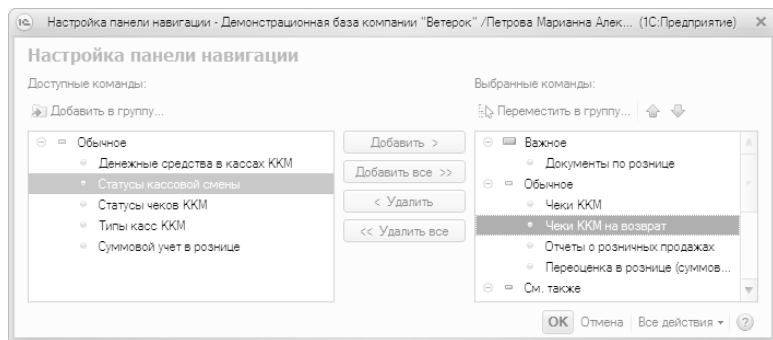 1С Настройка панели навигации - Демонстрационная база компании "Ветерок" /Петрова Марианна Алек... (1С:Предприятие)
Настройка панели навигации
Доступные команды:
Добавить в группу...
Обычное
Денежные средства в кассах ККМ
Статусы кассовой смены
Статусы чеков ККМ
Типы касс ККМ
Суммовой учет в рознице
Добавить >
Добавить все >>
< Удалить
<< Удалить все
Выбранные команды:
Переместить в группу...
Важное
Документы по рознице
Обычное
Чеки ККМ
Чеки ККМ на возврат
Отчеты о розничных продажах
Переоценка в рознице (суммов...
См. также
OK Отмена Все действия ?